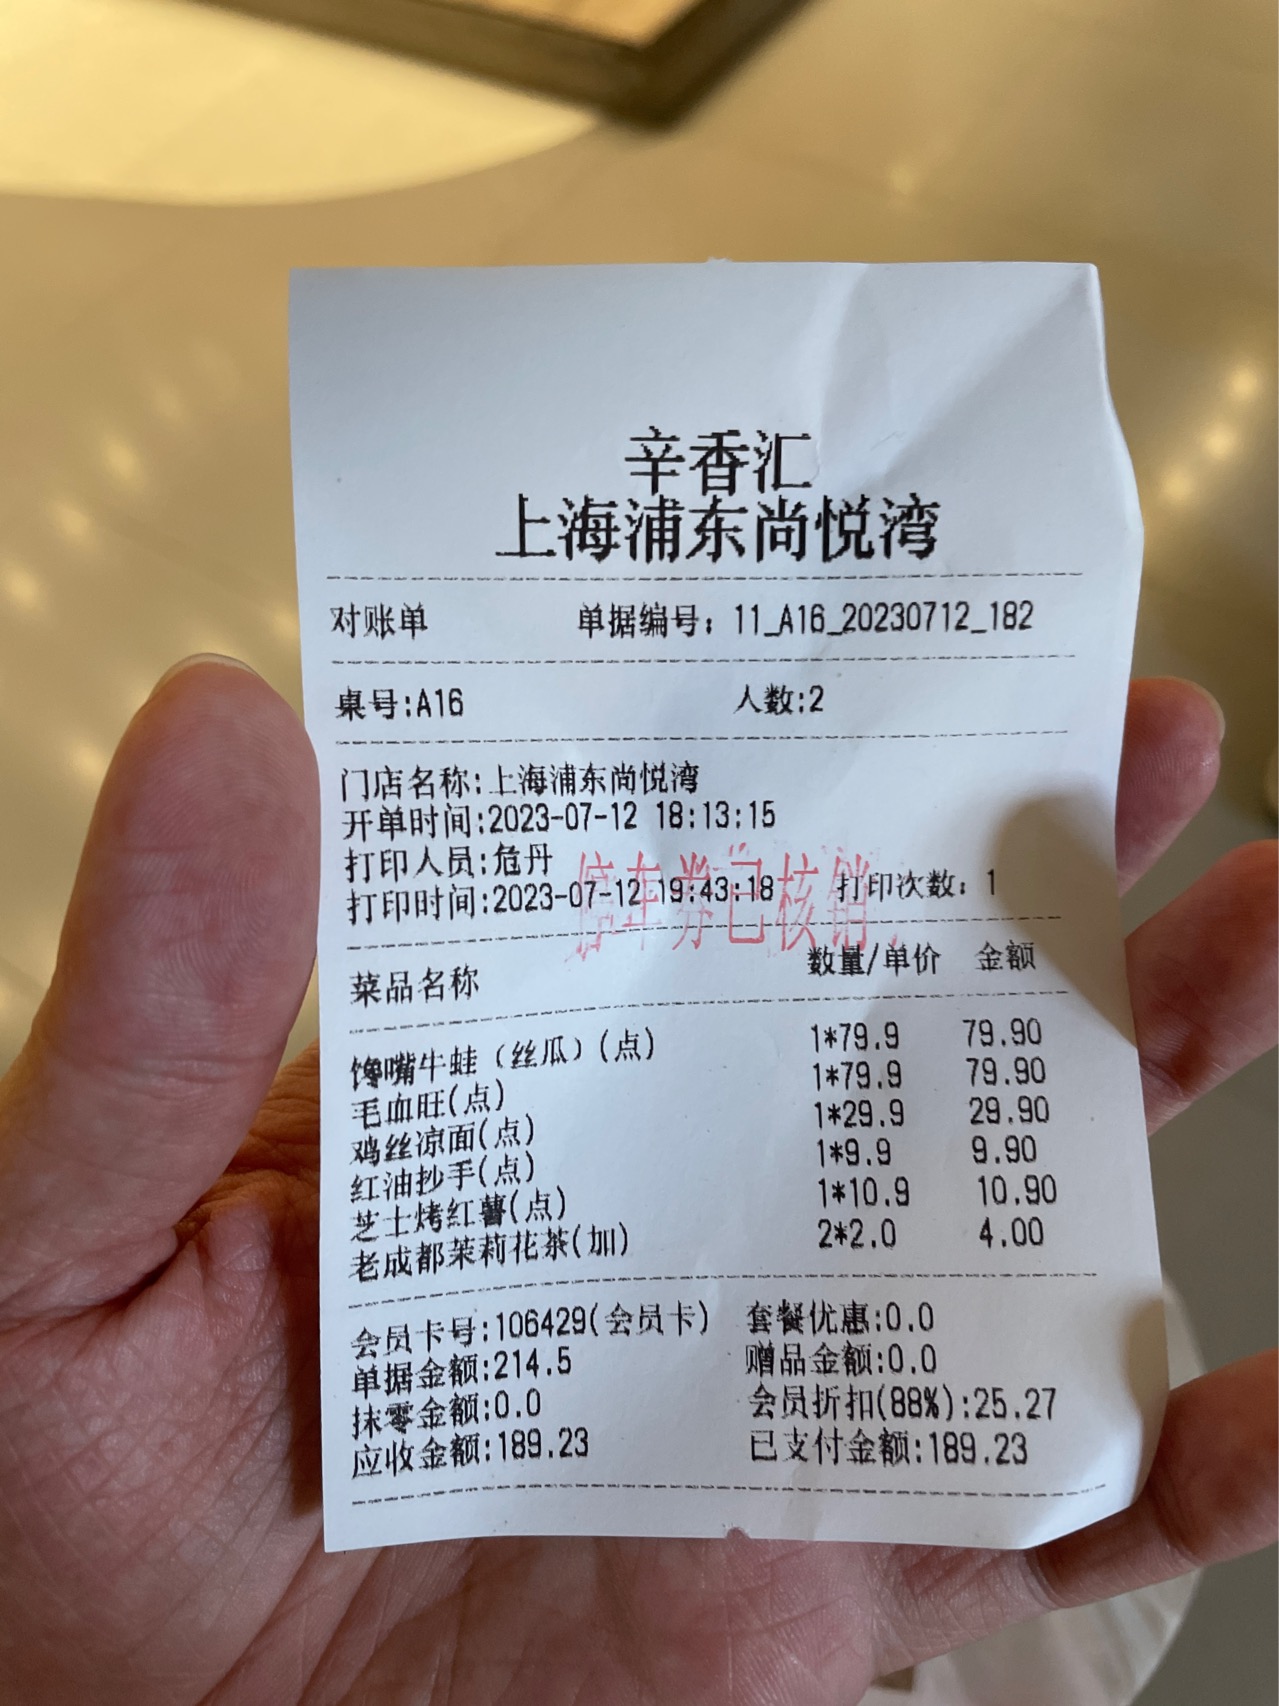 辛香汇
上海浦东尚悦湾
对账单 单据编号：11_A16_20230712_182
桌号:A16 人数:2
门店名称:上海浦东尚悦湾
开单时间:2023-07-12 18:13:15
打印人员:危丹
打印时间:2023-07-12 19:43:18 打印次数：1
停车券已核销
菜品名称 数量/单价 金额
馋嘴牛蛙（丝瓜）(点) 1*79.9 79.90
毛血旺(点) 1*79.9 79.90
鸡丝凉面(点) 1*29.9 29.90
红油抄手(点) 1*9.9 9.90
芝士烤红薯(点) 1*10.9 10.90
老成都茉莉花茶(加) 2*2.0 4.00
会员卡号:106429(会员卡) 套餐优惠:0.0
单据金额:214.5 赠品金额:0.0
抹零金额:0.0 会员折扣(88%):25.27
应收金额:189.23 已支付金额:189.23